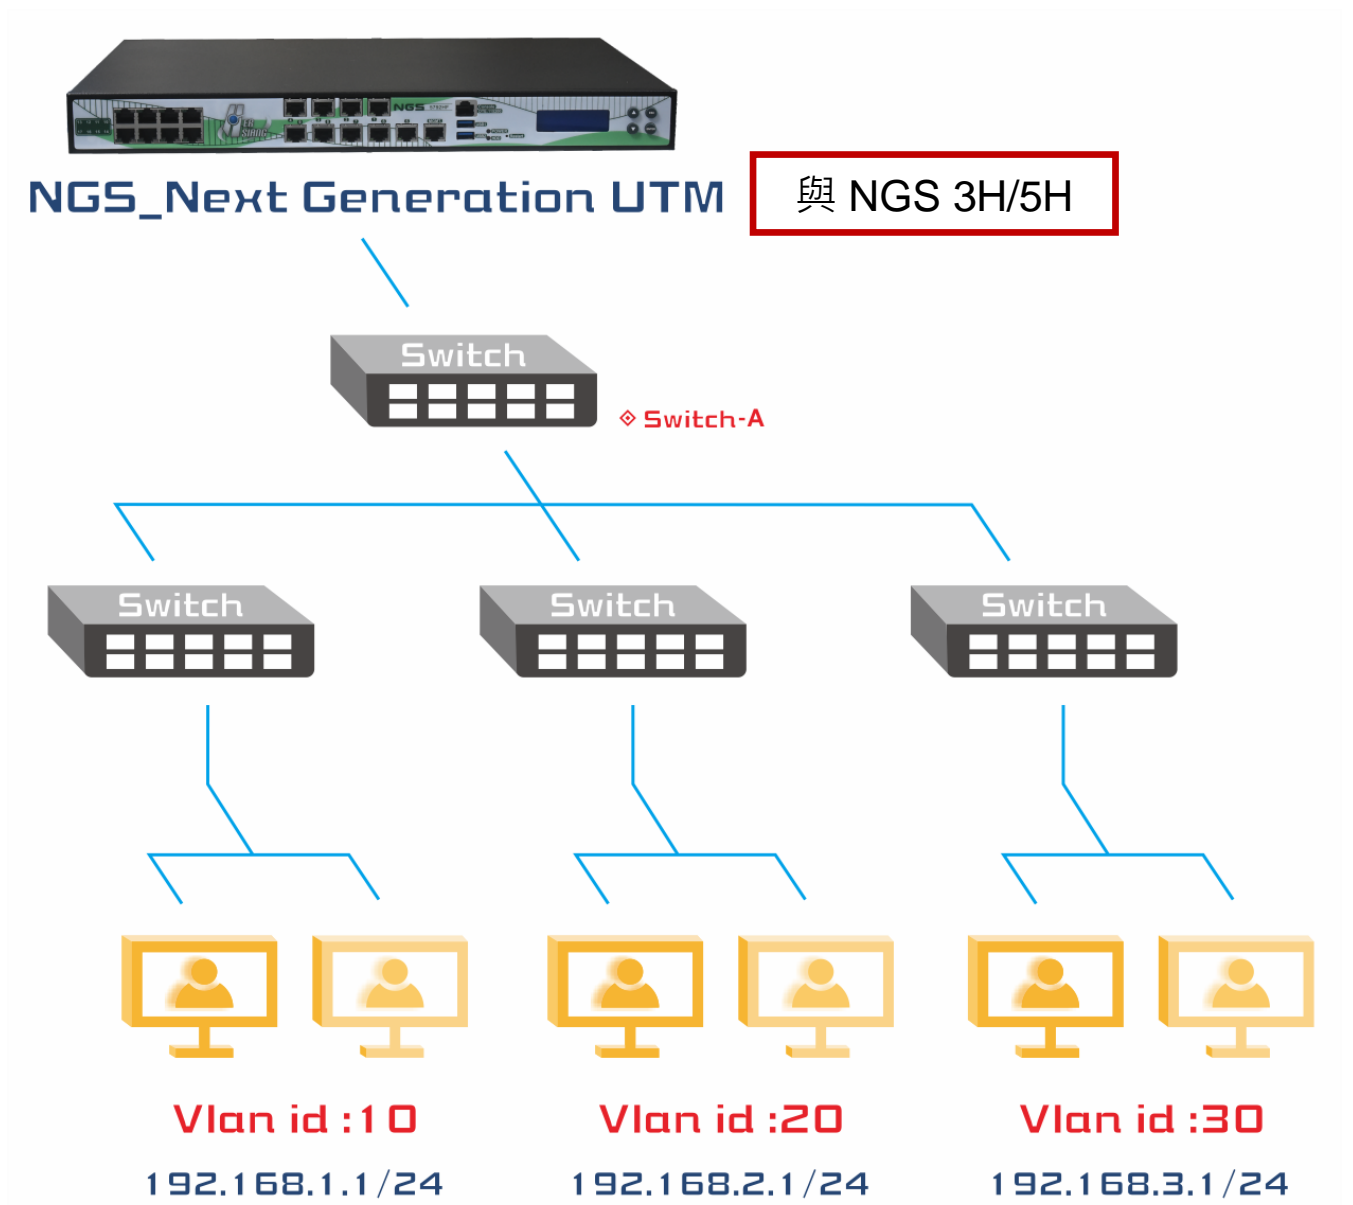 NGS
NGS_Next Generation UTM
與 NGS 3H/5H
Switch
Switch-A
Switch
Switch
Switch
Vlan id :10
Vlan id :20
Vlan id :30
192.168.1.1/24
192.168.2.1/24
192.168.3.1/24